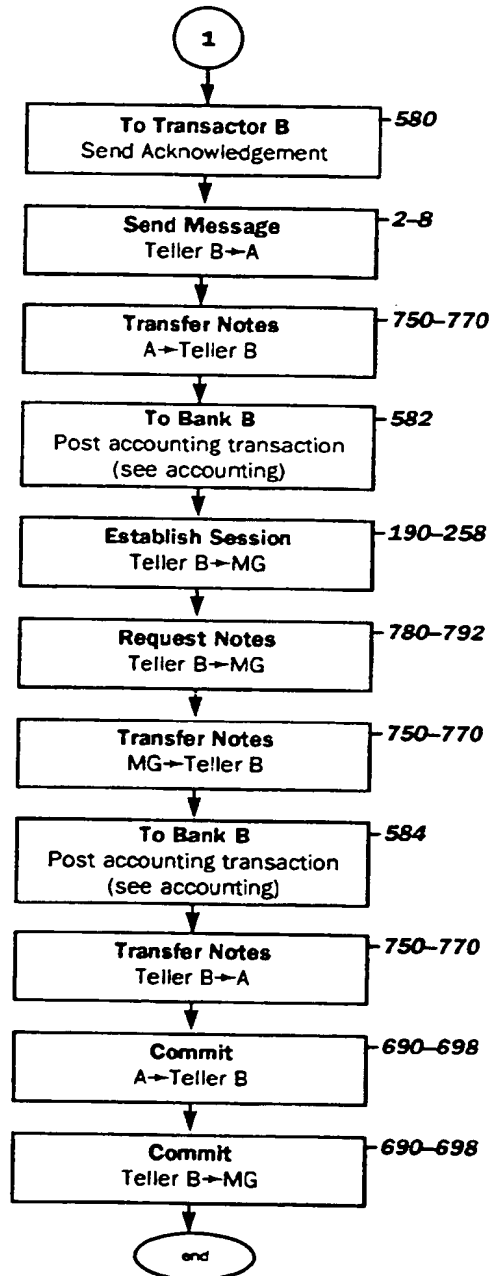 1
To Transactor B
Send Acknowledgement
580
Send Message
Teller B→A
2–8
Transfer Notes
A→Teller B
750–770
To Bank B
Post accounting transaction
(see accounting)
582
Establish Session
Teller B→MG
190–258
Request Notes
Teller B→MG
780–792
Transfer Notes
MG→Teller B
750–770
To Bank B
Post accounting transaction
(see accounting)
584
Transfer Notes
Teller B→A
750–770
Commit
A→Teller B
690–698
Commit
Teller B→MG
690–698
end